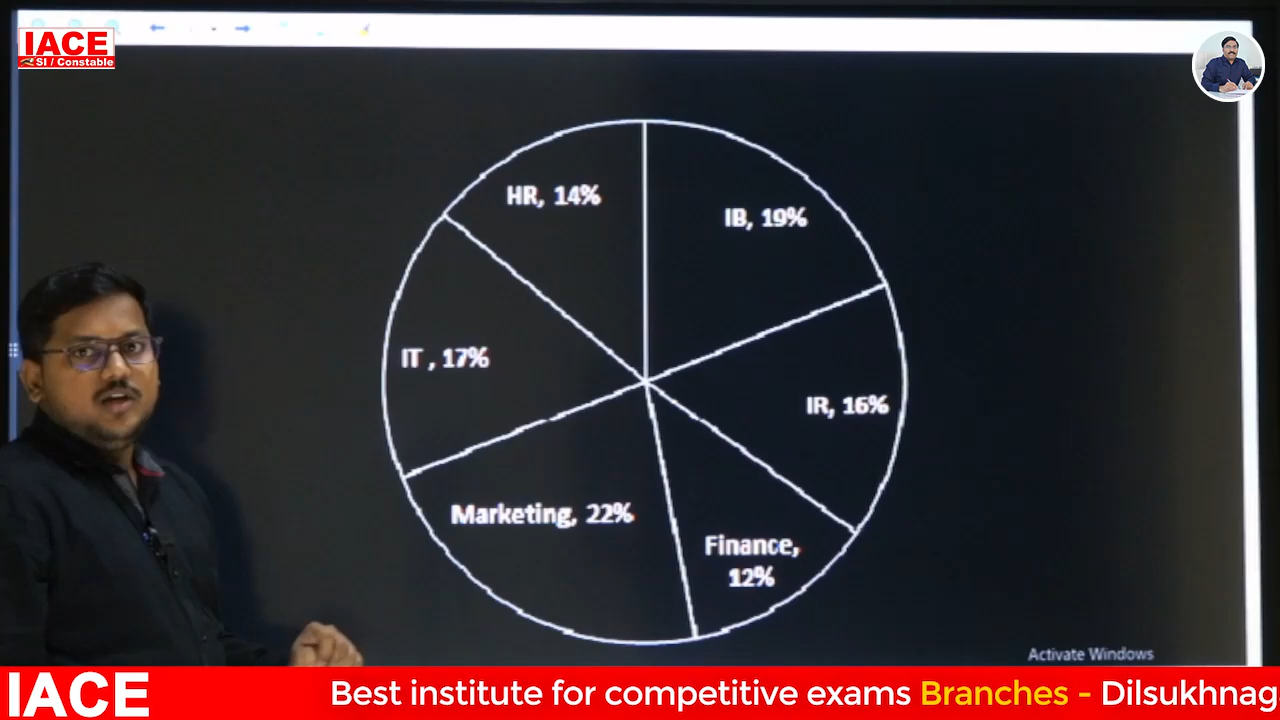 IACE
SI / Constable
HR, 14%
IB, 19%
IT , 17%
IR, 16%
Marketing, 22%
Finance,
12%
Activate Windows
IACE
Best institute for competitive exams Branches - Dilsukhnag